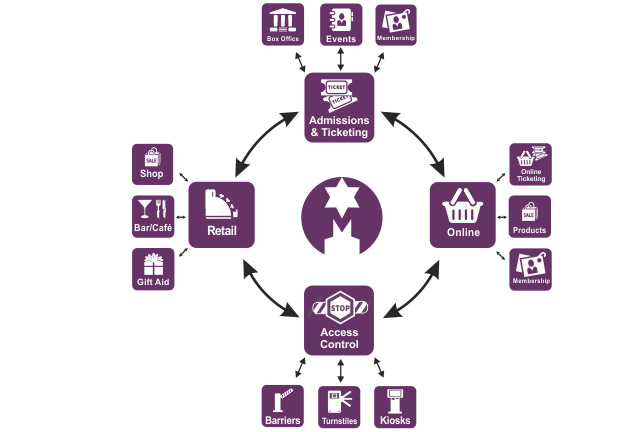 Box Office
Events
Membership
TICKET
TICKET
Admissions
& Ticketing
SALE
Shop
Bar/Café
Gift Aid
Retail
Online
Online
Ticketing
SALE
Products
Membership
STOP
Access
Control
Barriers
Turnstiles
Kiosks